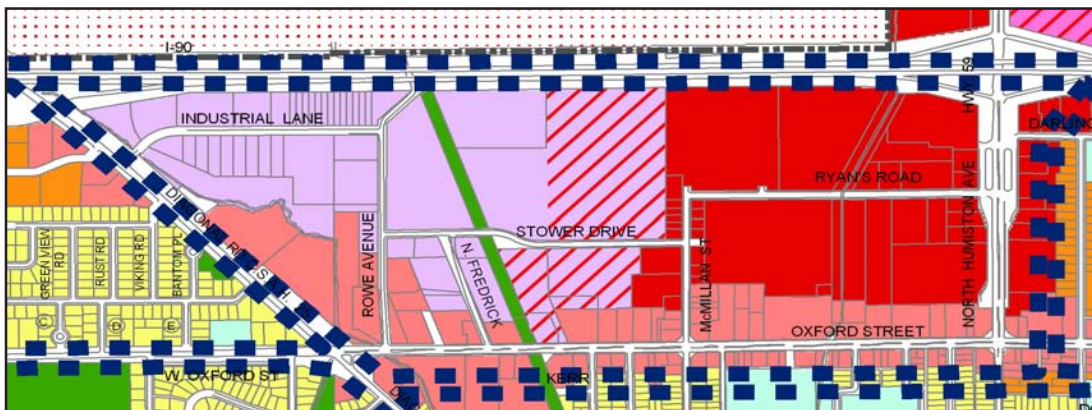 I-90
HWY 59
INDUSTRIAL LANE
RYAN'S ROAD
STOWER DRIVE
ROWE AVENUE
N. FREDRICK
McMILLAN ST
NORTH HUMISTON AVE
GREEN VIEW
RD
RUST RD
VIKING RD
BANTOM PL
C
D
E
OXFORD STREET
W. OXFORD ST
KERR